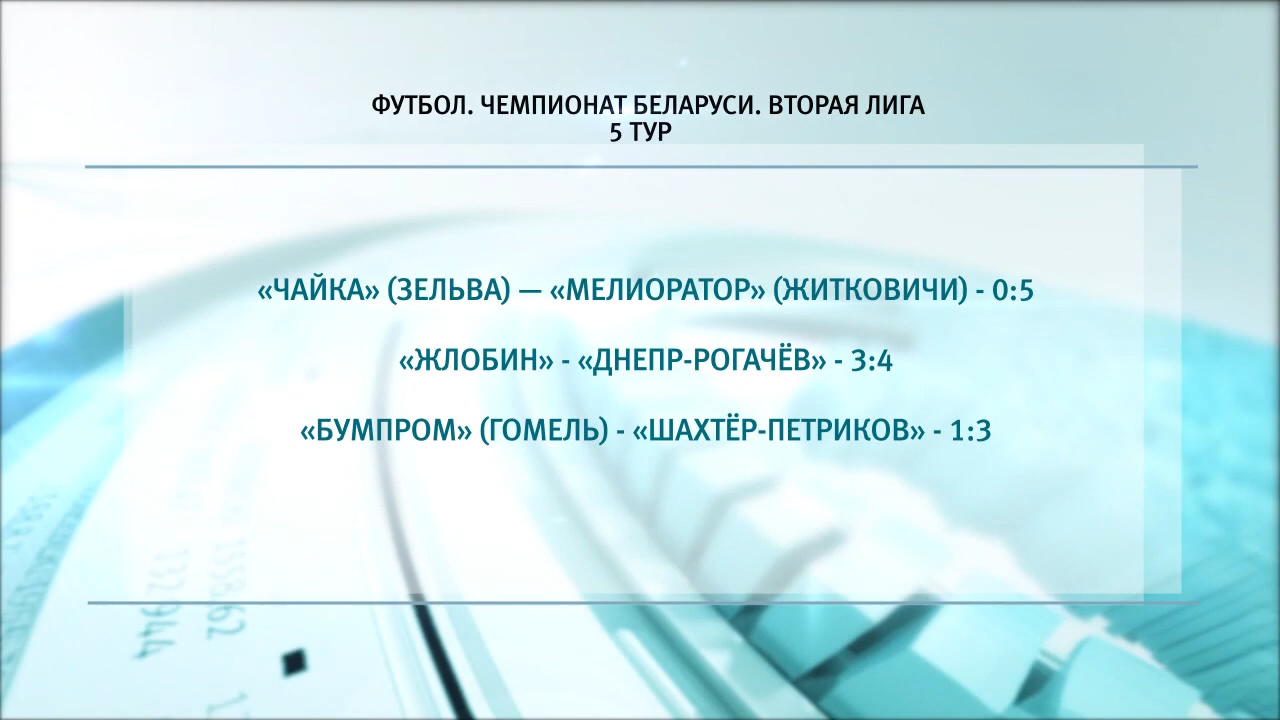 ФУТБОЛ. ЧЕМПИОНАТ БЕЛАРУСИ. ВТОРАЯ ЛИГА
5 ТУР
«ЧАЙКА» (ЗЕЛЬВА) — «МЕЛИОРАТОР» (ЖИТКОВИЧИ) - 0:5
«ЖЛОБИН» - «ДНЕПР-РОГАЧЁВ» - 3:4
«БУМПРОМ» (ГОМЕЛЬ) - «ШАХТЁР-ПЕТРИКОВ» - 1:3